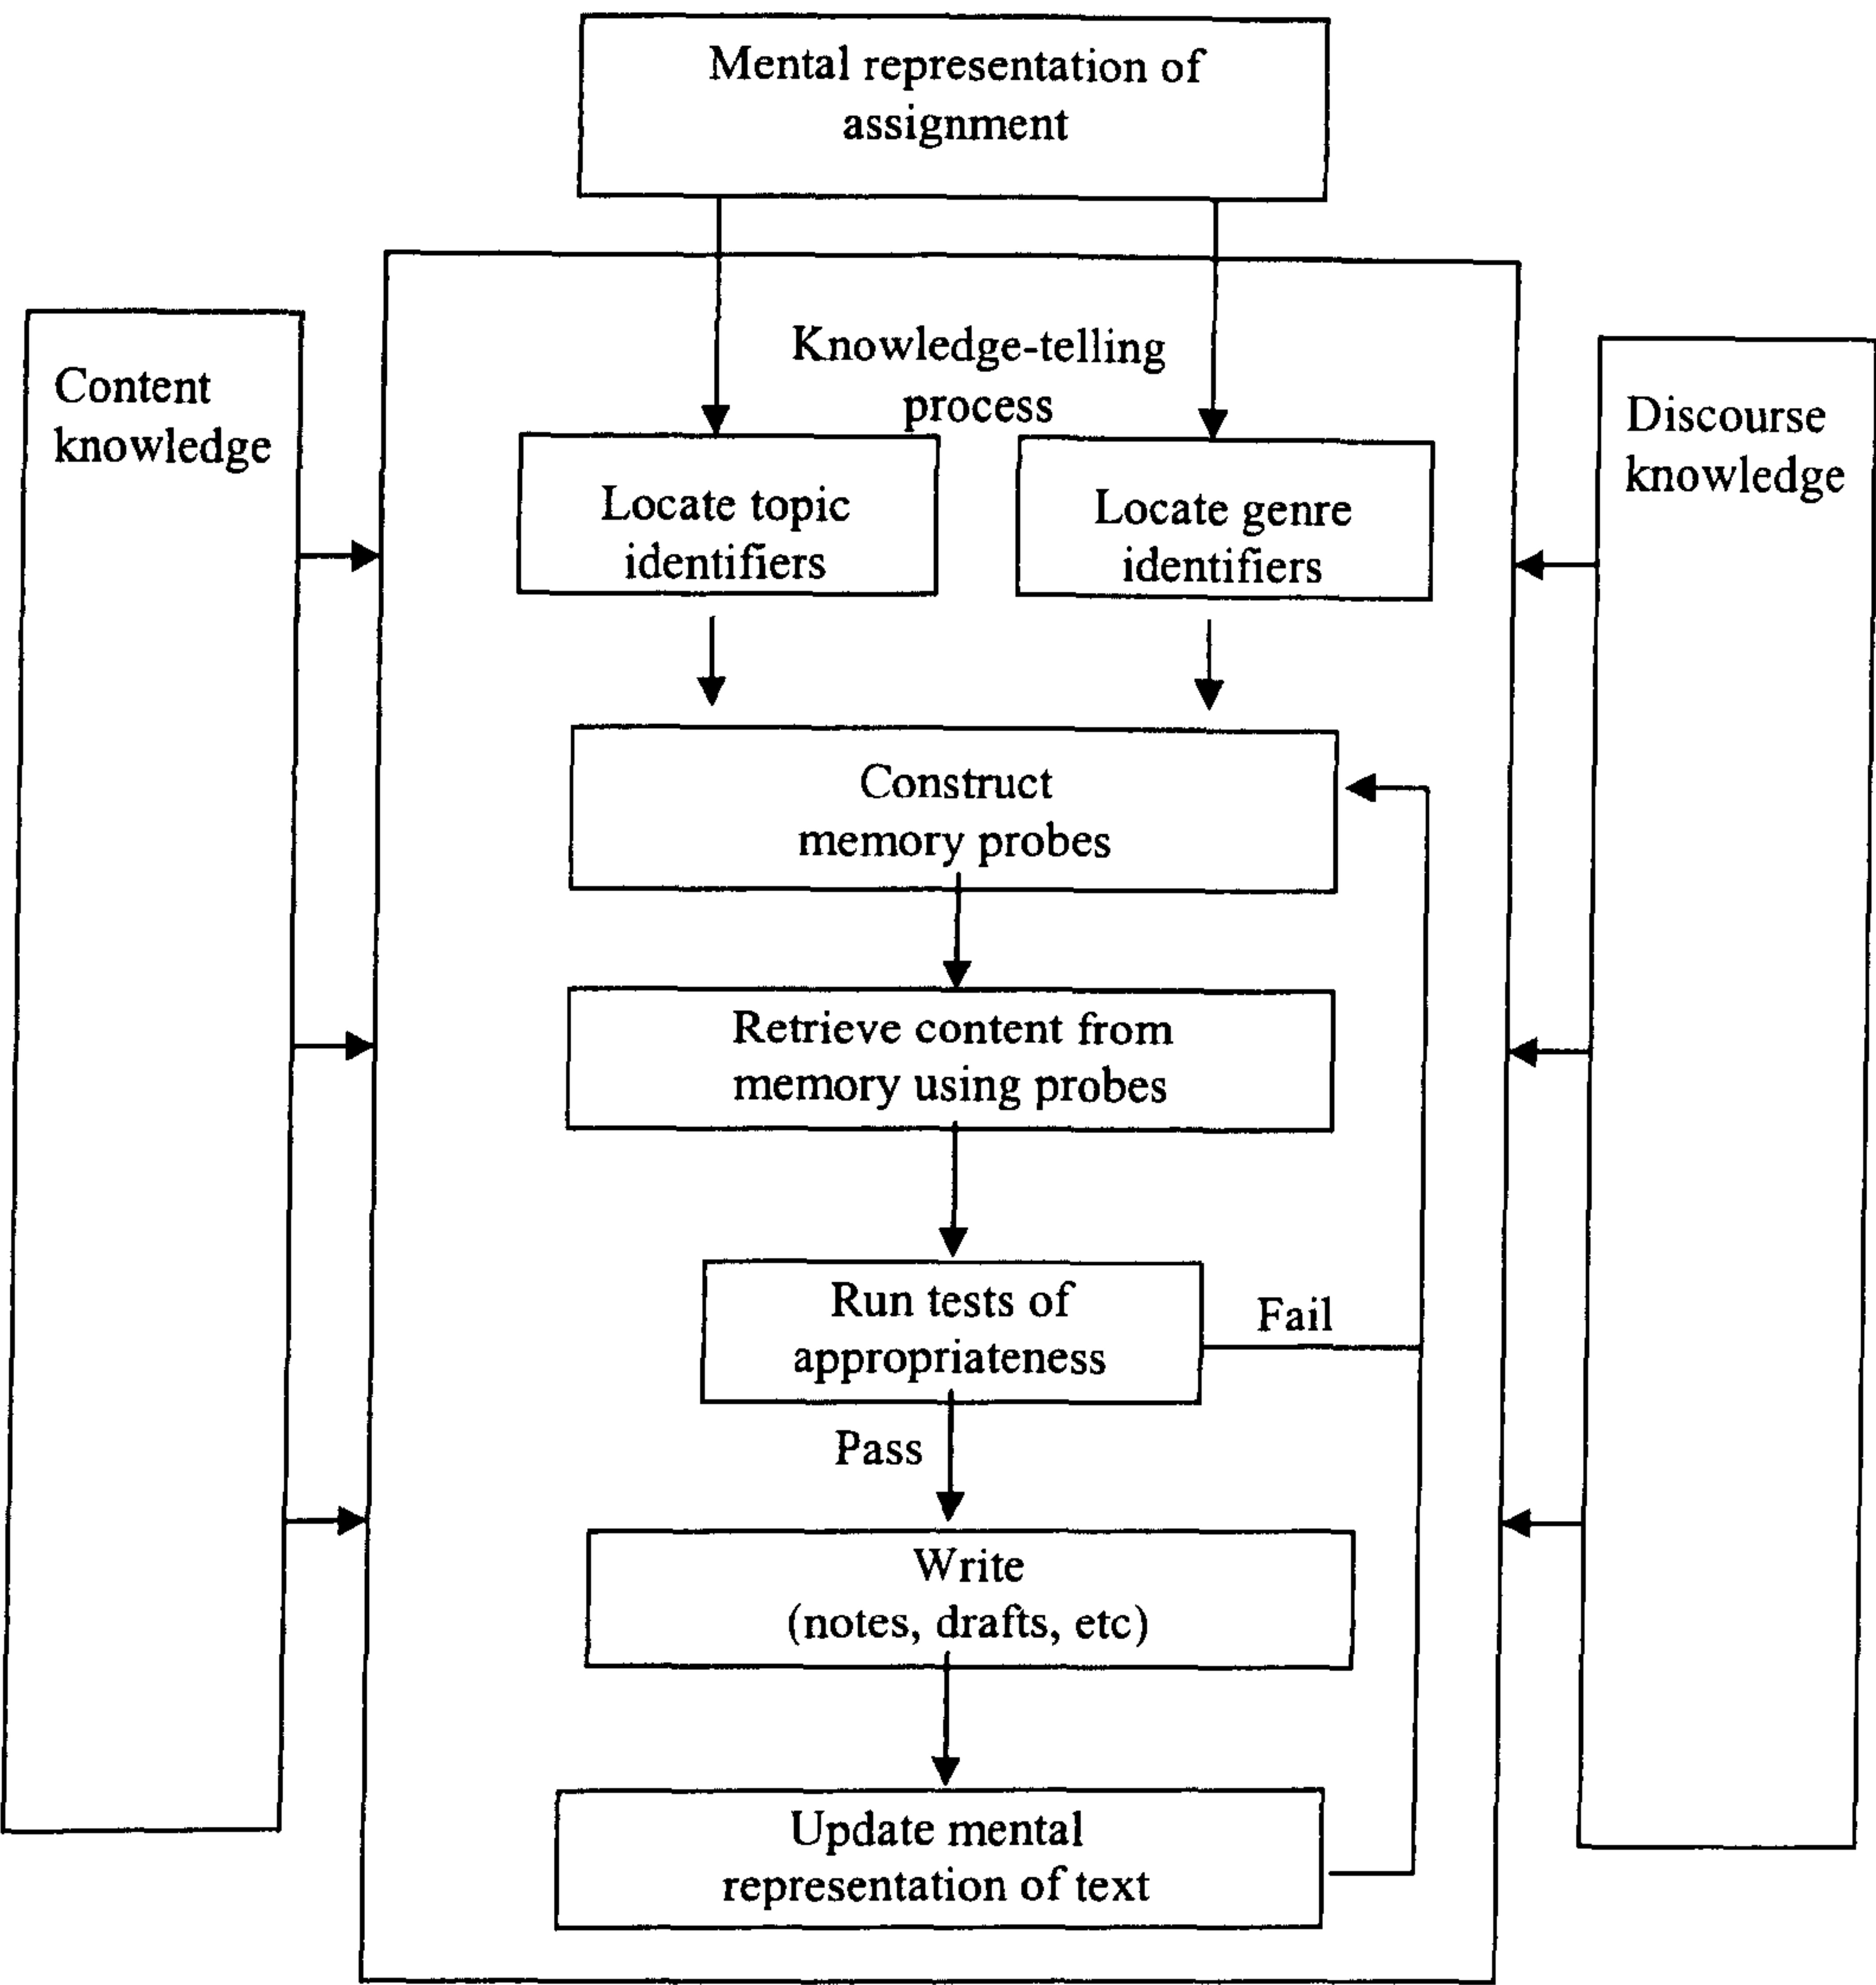 Mental representation of
assignment
Knowledge-telling
process
Content
knowledge
Discourse
knowledge
Locate topic
identifiers
Locate genre
identifiers
Construct
memory probes
Retrieve content from
memory using probes
Run tests of
appropriateness
Fail
Pass
Write
(notes, drafts, etc)
Update mental
representation of text